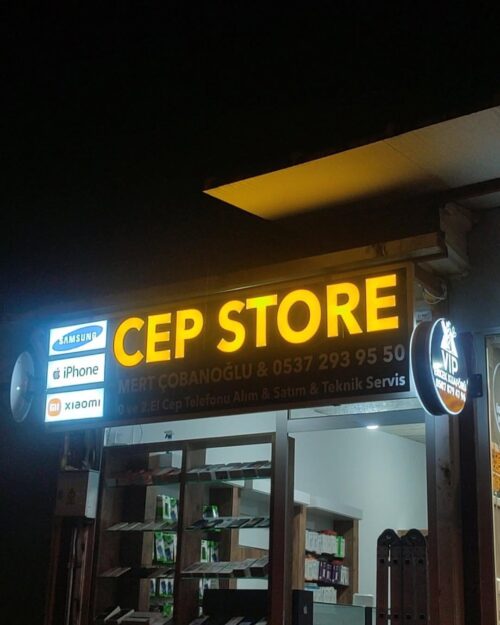 CEP STORE
SAMSUNG
iPhone
xiaomi
MERT ÇOBANOĞLU & 0537 293 95 50
0 ve 2.El Cep Telefonu Alım & Satım & Teknik Servis
VIP